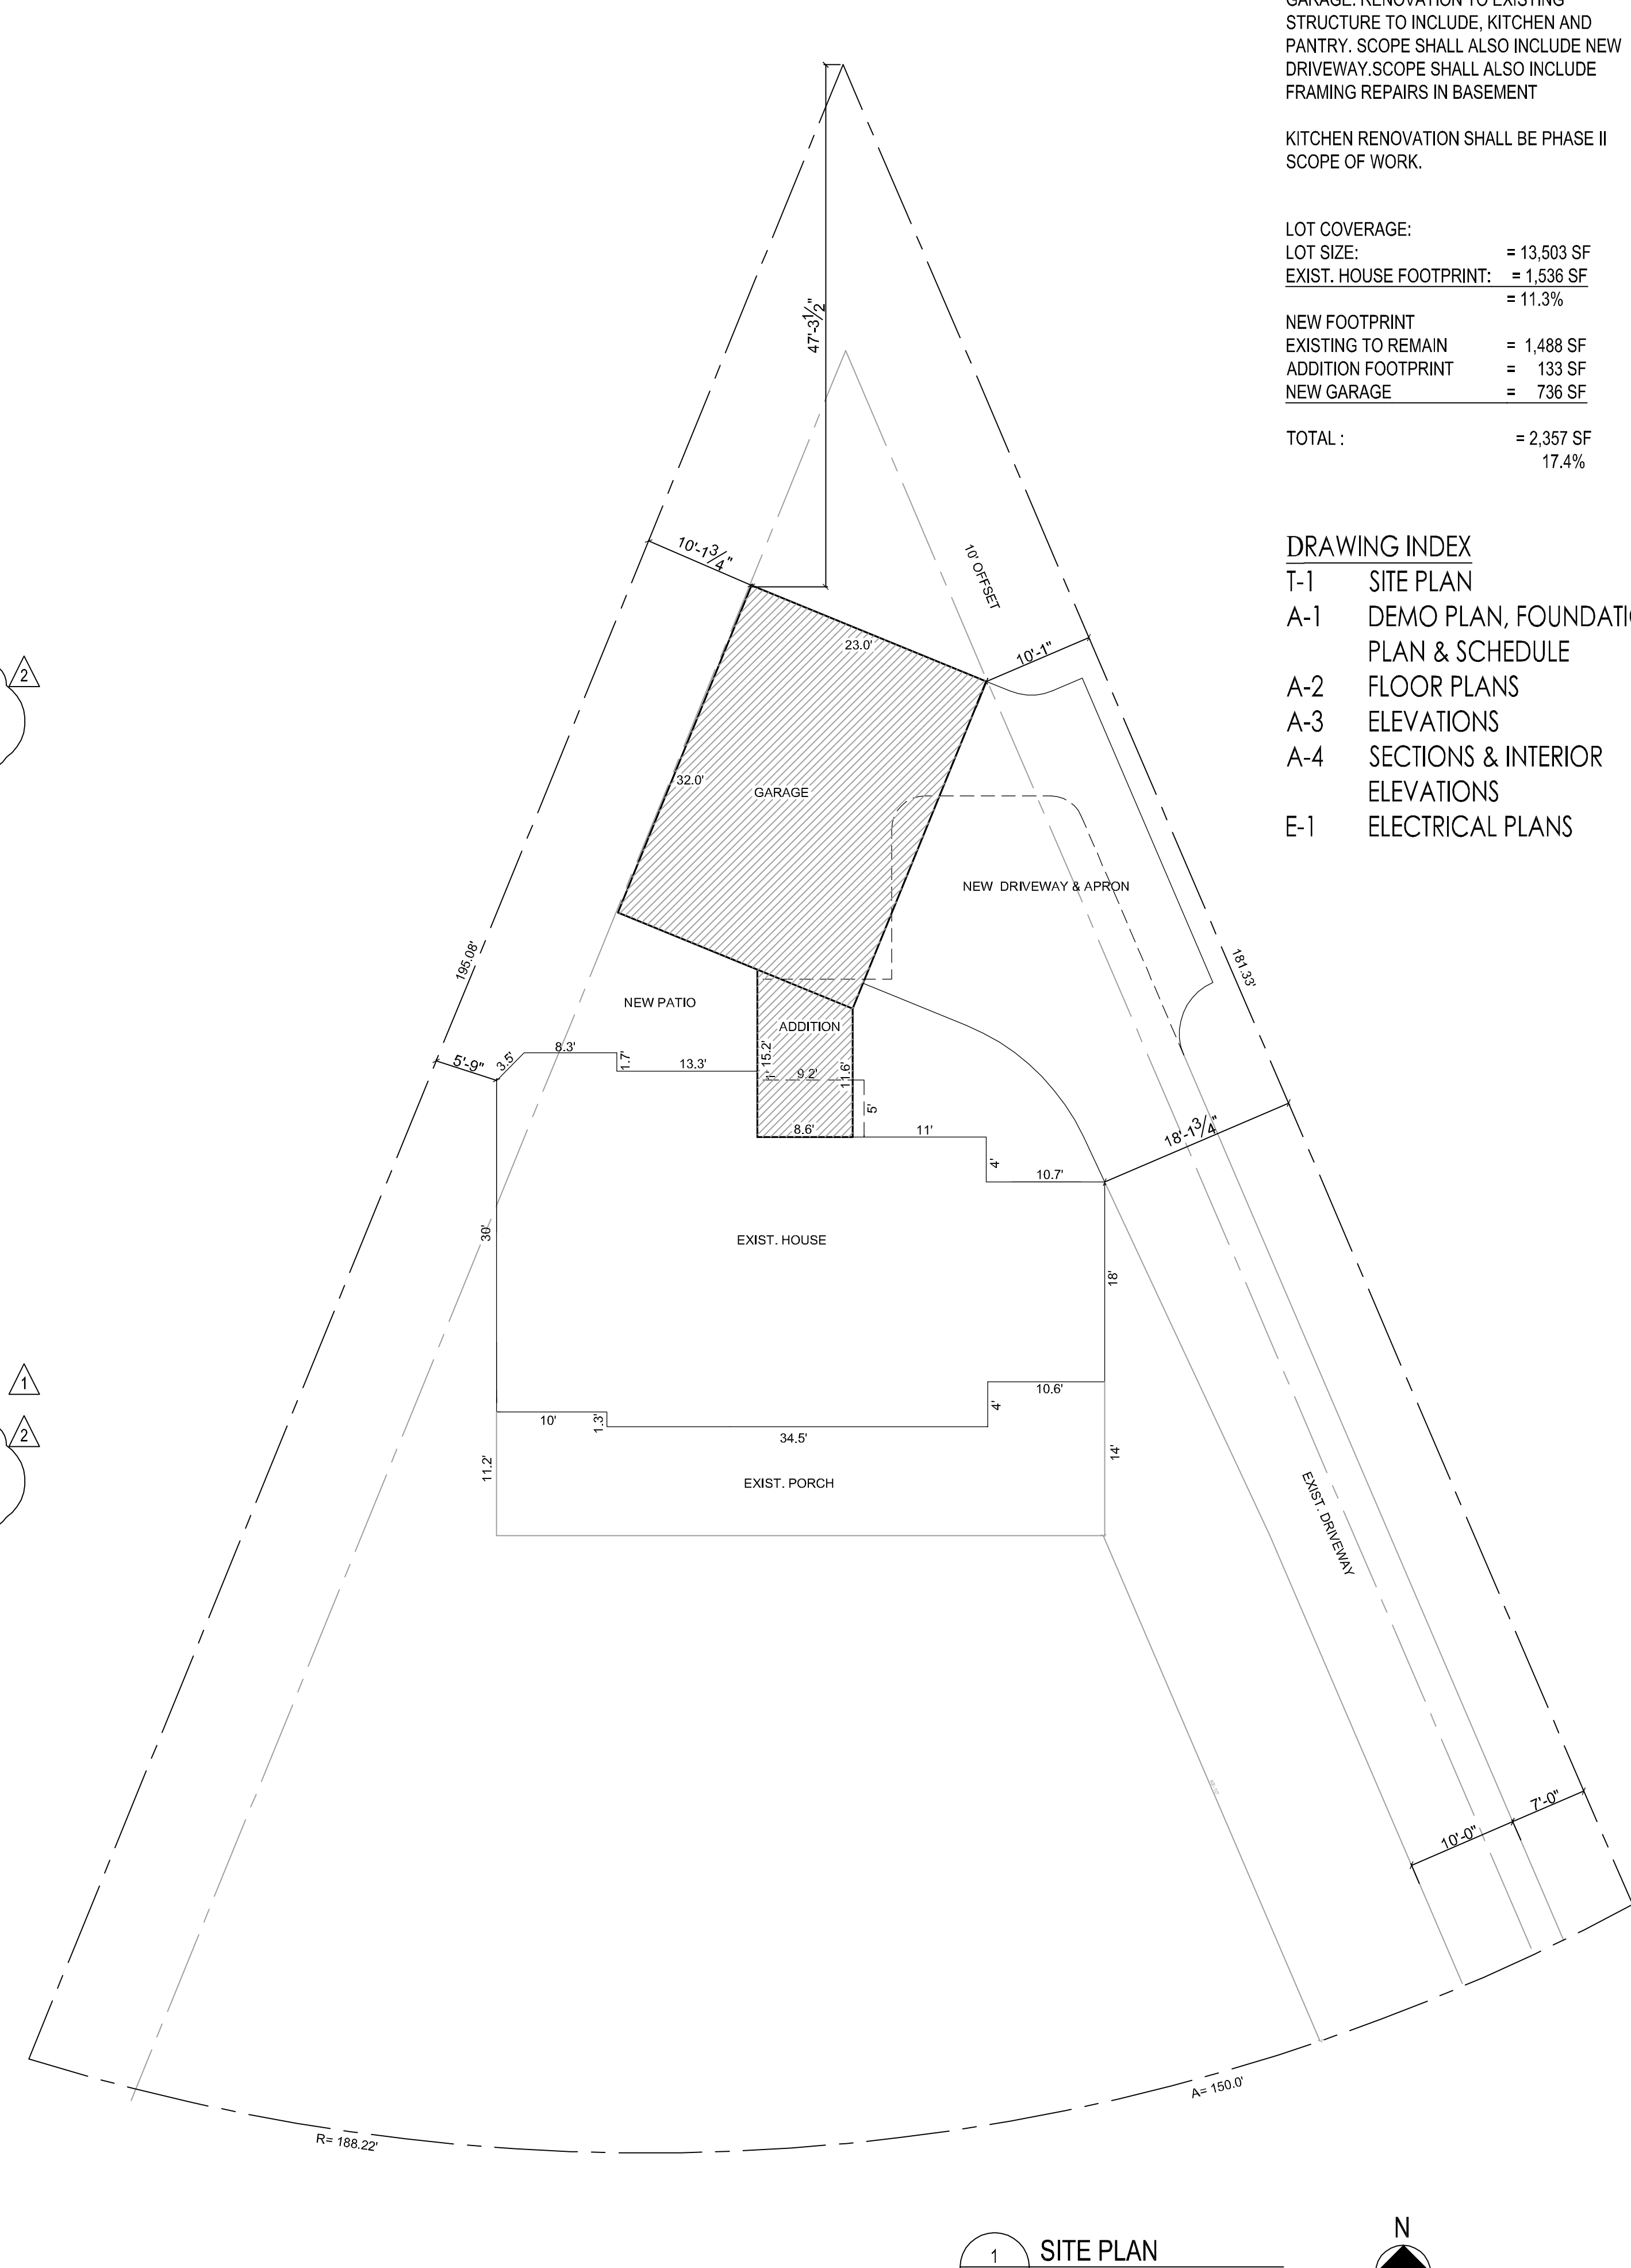 STRUCTURE TO INCLUDE, KITCHEN AND
PANTRY. SCOPE SHALL ALSO INCLUDE NEW
DRIVEWAY.SCOPE SHALL ALSO INCLUDE
FRAMING REPAIRS IN BASEMENT
KITCHEN RENOVATION SHALL BE PHASE II
SCOPE OF WORK.
LOT COVERAGE:
LOT SIZE: = 13,503 SF
EXIST. HOUSE FOOTPRINT: = 1,536 SF
= 11.3%
NEW FOOTPRINT
EXISTING TO REMAIN = 1,488 SF
ADDITION FOOTPRINT = 133 SF
NEW GARAGE = 736 SF
TOTAL : = 2,357 SF
17.4%
DRAWING INDEX
T-1 SITE PLAN
A-1 DEMO PLAN, FOUNDATI
PLAN & SCHEDULE
A-2 FLOOR PLANS
A-3 ELEVATIONS
A-4 SECTIONS & INTERIOR
ELEVATIONS
E-1 ELECTRICAL PLANS
47'-3 1/2"
10'-1 3/4"
10' OFFSET
23.0'
10'-1"
2
32.0'
GARAGE
NEW DRIVEWAY & APRON
195.08'
181.33'
NEW PATIO
ADDITION
5'-9"
3.5'
8.3'
1.7'
13.3'
15.2'
1'
9.2'
11.6'
5'
8.6'
11'
18'-1 3/4"
4'
10.7'
30'
EXIST. HOUSE
18'
1
10.6'
4'
10'
1.3'
34.5'
2
11.2'
14'
EXIST. PORCH
EXIST. DRIVEWAY
7'-0"
10'-0"
A= 150.0'
R= 188.22'
1
SITE PLAN
N